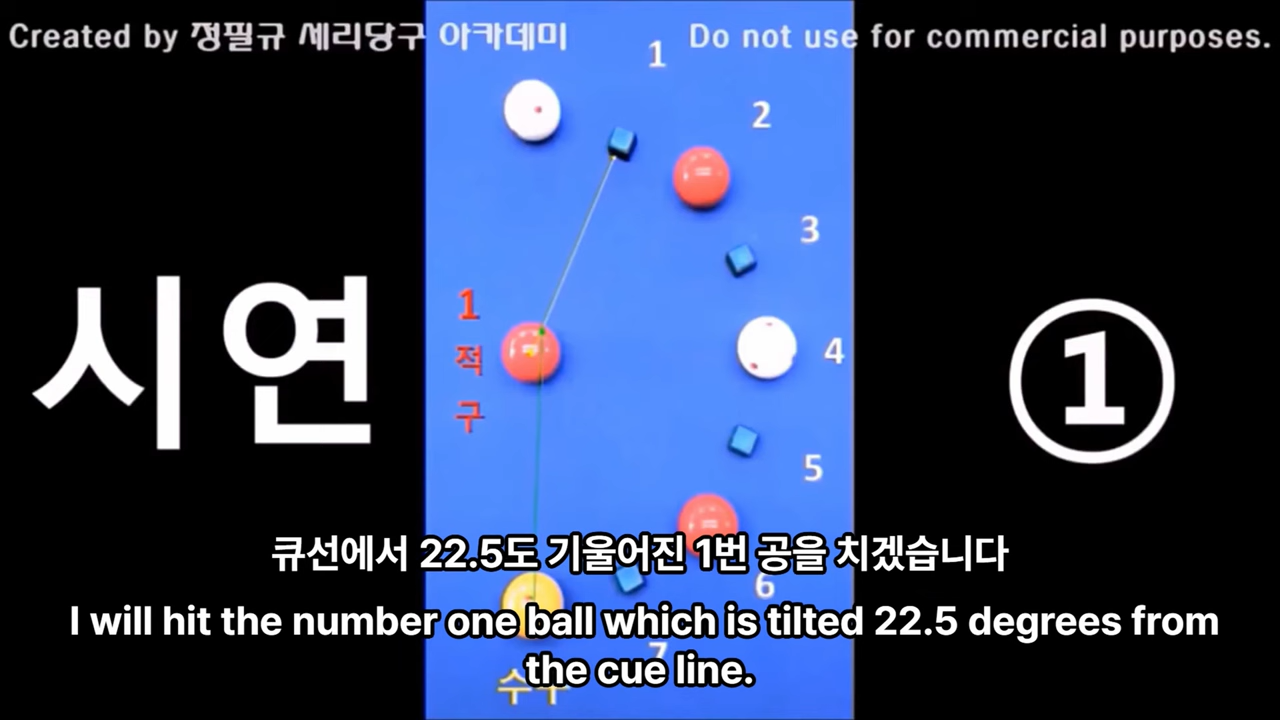 Created by 정필규 세리당구 아카데미
Do not use for commercial purposes.
1
2
3
1
적
구
4
시연
①
5
큐선에서 22.5도 기울어진 1번 공을 치겠습니다
6
I will hit the number one ball which is tilted 22.5 degrees from
the cue line.
7